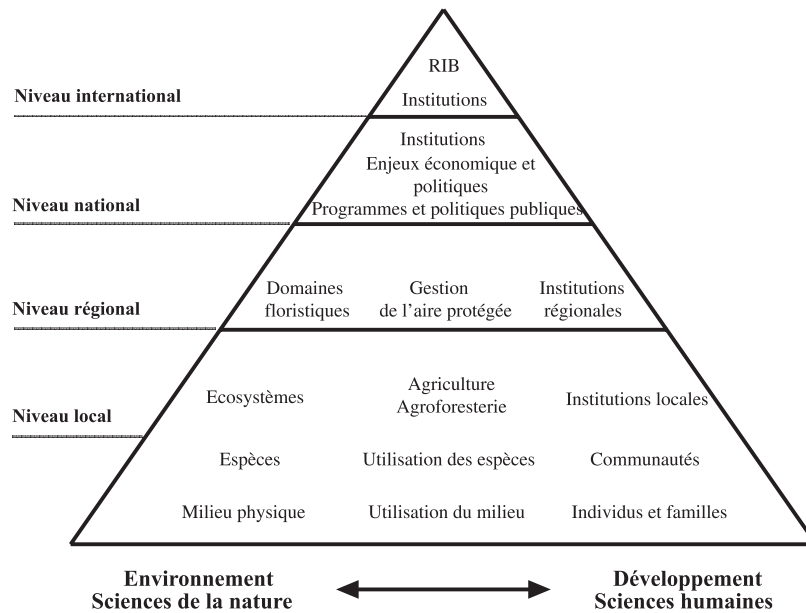 RIB
Niveau international
Institutions
Institutions
Enjeux économique et
politiques
Niveau national
Programmes et politiques publiques
Domaines
floristiques
Gestion
de l'aire protégée
Institutions
régionales
Niveau régional
Ecosystèmes
Agriculture
Agroforesterie
Institutions locales
Niveau local
Espèces
Utilisation des espèces
Communautés
Milieu physique
Utilisation du milieu
Individus et familles
Environnement
Sciences de la nature
Développement
Sciences humaines